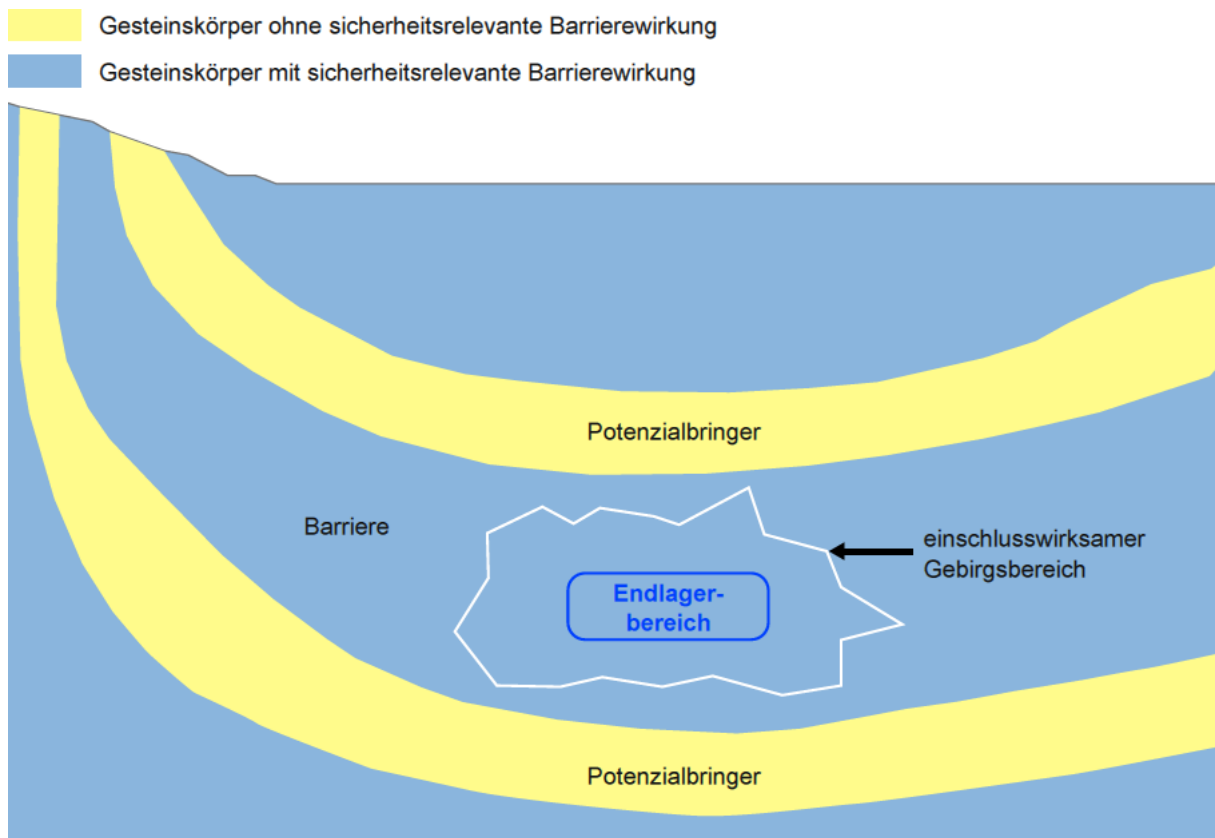 Gesteinskörper ohne sicherheitsrelevante Barrierewirkung
Gesteinskörper mit sicherheitsrelevante Barrierewirkung
Potenzialbringer
Barriere
einschlusswirksamer
Gebirgsbereich
Endlager-
bereich
Potenzialbringer